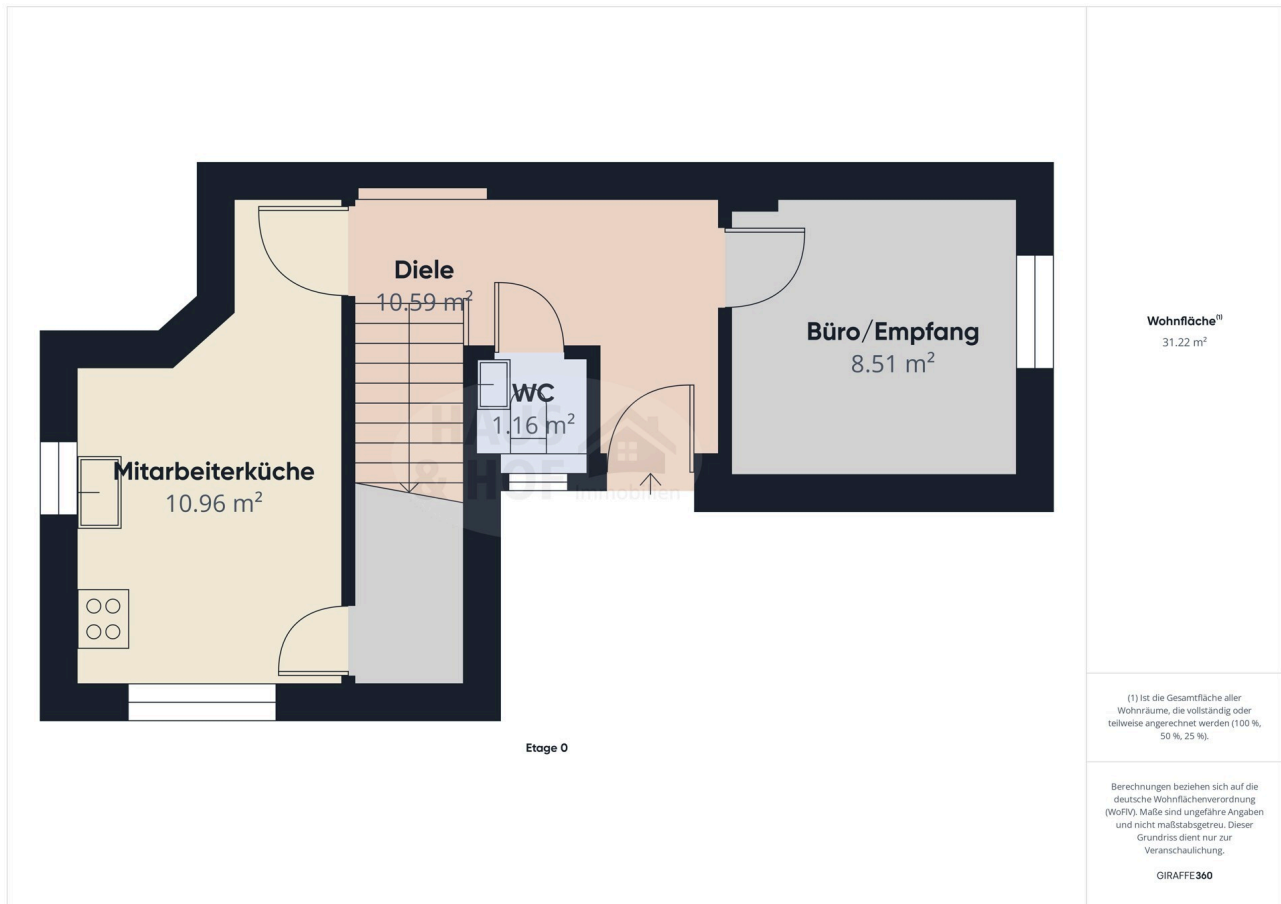 Diele
10.59 m²
Büro/Empfang
8.51 m²
WC
1.16 m²
Mitarbeiterküche
10.96 m²
HAUS
& HOF
Immobilien
Etage 0
Wohnfläche⁽¹⁾
31.22 m²
(1) Ist die Gesamtfläche aller
Wohnräume, die vollständig oder
teilweise angerechnet werden (100 %,
50 %, 25 %).
Berechnungen beziehen sich auf die
deutsche Wohnflächenverordnung
(WoFlV). Maße sind ungefähre Angaben
und nicht maßstabsgetreu. Dieser
Grundriss dient nur zur
Veranschaulichung.
GIRAFFE360